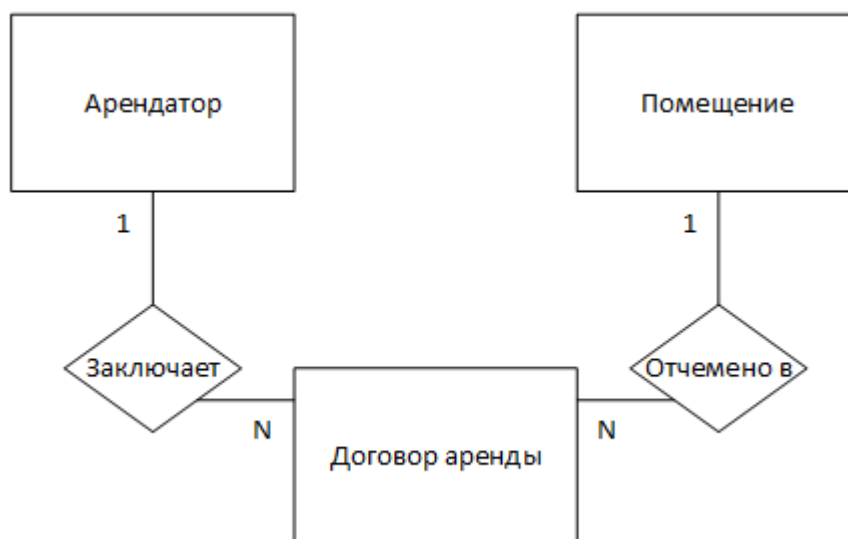 Арендатор
Помещение
1
1
Заключает
Отчемено в
N
N
Договор аренды